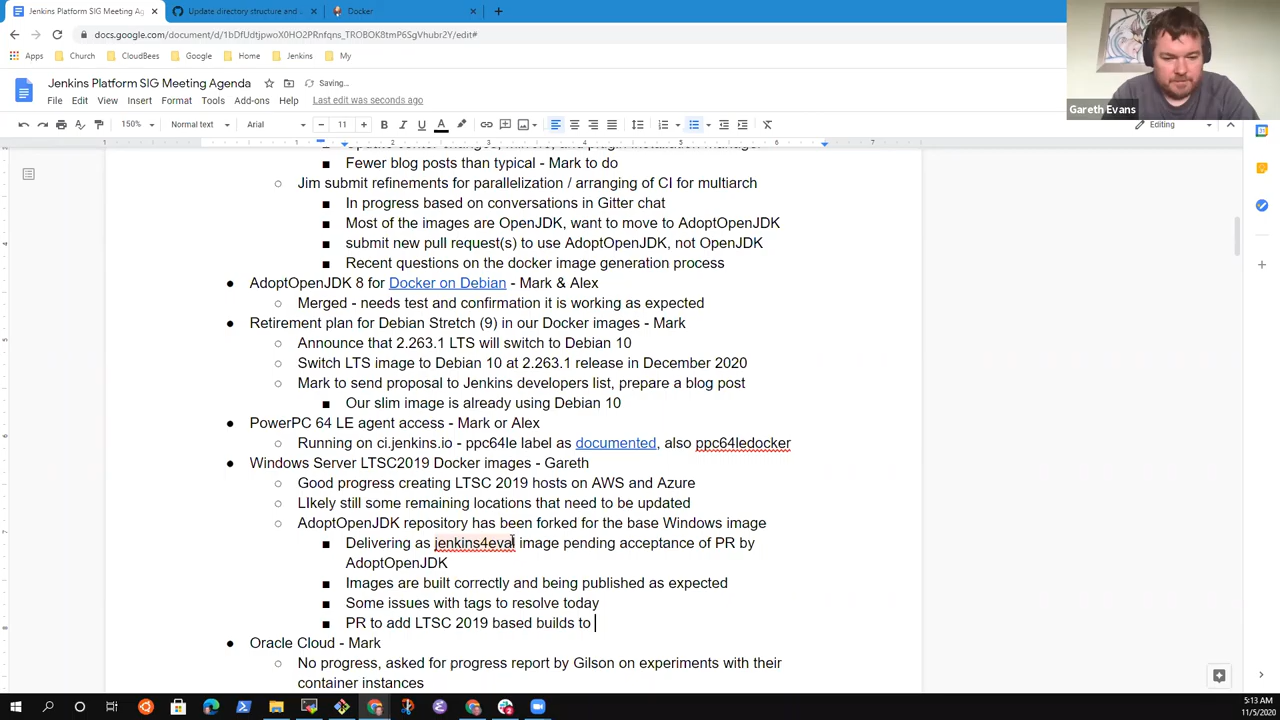 Jenkins Platform SIG Meeting Ag
Update directory structure and
Docker
docs.google.com/document/d/1bDfUdtjpwoX0HO2PRnfqns_TROBOK8tmP6SgVhubr2Y/edit#
Apps
Church
CloudBees
Google
Home
Jenkins
My
Gareth Evans
Jenkins Platform SIG Meeting Agenda
Saving...
File Edit View Insert Format Tools Add-ons Help Last edit was seconds ago
150%
Normal text
Arial
11
Editing
Fewer blog posts than typical - Mark to do
Jim submit refinements for parallelization / arranging of CI for multiarch
In progress based on conversations in Gitter chat
Most of the images are OpenJDK, want to move to AdoptOpenJDK
submit new pull request(s) to use AdoptOpenJDK, not OpenJDK
Recent questions on the docker image generation process
AdoptOpenJDK 8 for Docker on Debian - Mark & Alex
Merged - needs test and confirmation it is working as expected
Retirement plan for Debian Stretch (9) in our Docker images - Mark
Announce that 2.263.1 LTS will switch to Debian 10
Switch LTS image to Debian 10 at 2.263.1 release in December 2020
Mark to send proposal to Jenkins developers list, prepare a blog post
Our slim image is already using Debian 10
PowerPC 64 LE agent access - Mark or Alex
Running on ci.jenkins.io - ppc64le label as documented, also ppc64ledocker
Windows Server LTSC2019 Docker images - Gareth
Good progress creating LTSC 2019 hosts on AWS and Azure
LIkely still some remaining locations that need to be updated
AdoptOpenJDK repository has been forked for the base Windows image
Delivering as jenkins4eval image pending acceptance of PR by
AdoptOpenJDK
Images are built correctly and being published as expected
Some issues with tags to resolve today
PR to add LTSC 2019 based builds to
Oracle Cloud - Mark
No progress, asked for progress report by Gilson on experiments with their
container instances
5:13 AM
11/5/2020